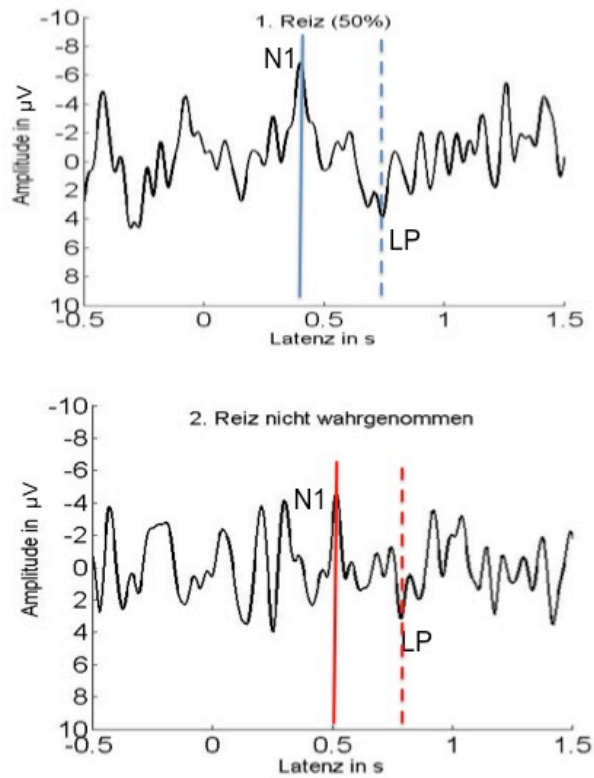 1. Reiz (50%)
-10
-8
N1
-6
-4
-2
0
2
4
LP
6
8
10
-0.5 0 0.5 1 1.5
Amplitude in µV
Latenz in s
2. Reiz nicht wahrgenommen
-10
-8
-6
N1
-4
-2
0
2
4
LP
6
8
10
-0.5 0 0.5 1 1.5
Amplitude in µV
Latenz in s